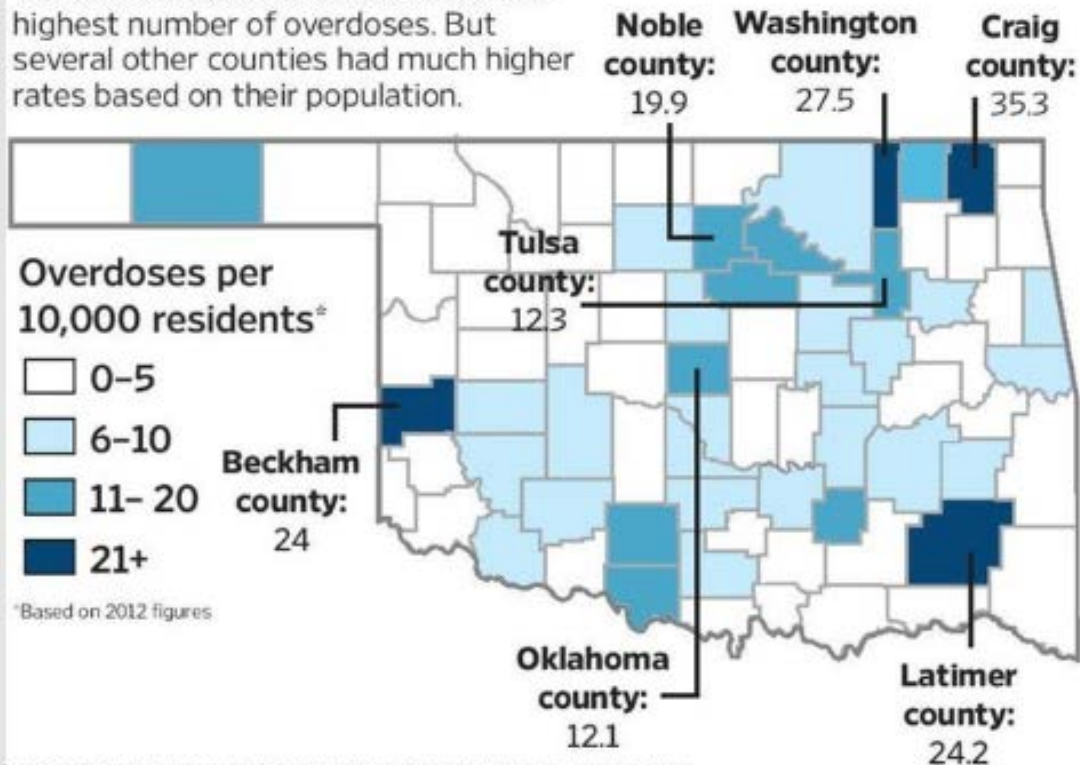 highest number of overdoses. But
several other counties had much higher
rates based on their population.
Noble
county:
19.9
Washington
county:
27.5
Craig
county:
35.3
Tulsa
county:
12.3
Overdoses per
10,000 residents*
0–5
6–10
11– 20
21+
*Based on 2012 figures
Beckham
county:
24
Oklahoma
county:
12.1
Latimer
county:
24.2